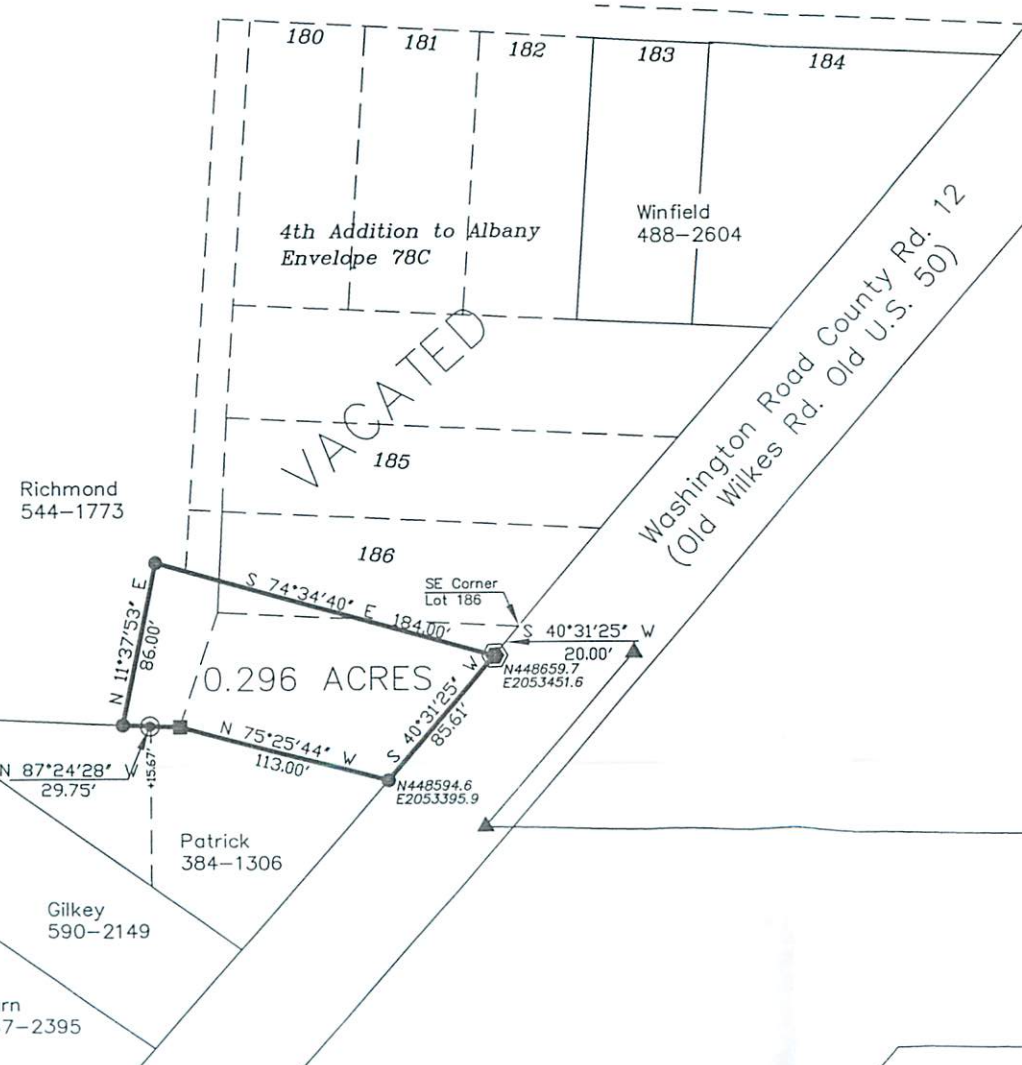 180
181
182
183
184
4th Addition to Albany
Envelope 78C
Winfield
488-2604
Washington Road County Rd. 12
(Old Wilkes Rd. Old U.S. 50)
VACATED
185
Richmond
544-1773
186
SE Corner
Lot 186
S 74°34'40" E 184.00'
S 40°31'25" W
20.00'
N 11°37'53" E
86.00'
0.296 ACRES
N448659.7
E2053451.6
S 40°31'25" W
85.61'
N 75°25'44" W
113.00'
N 87°24'28" W
29.75'
±15.67'
N448594.6
E2053395.9
Patrick
384-1306
Gilkey
590-2149
rn
7-2395